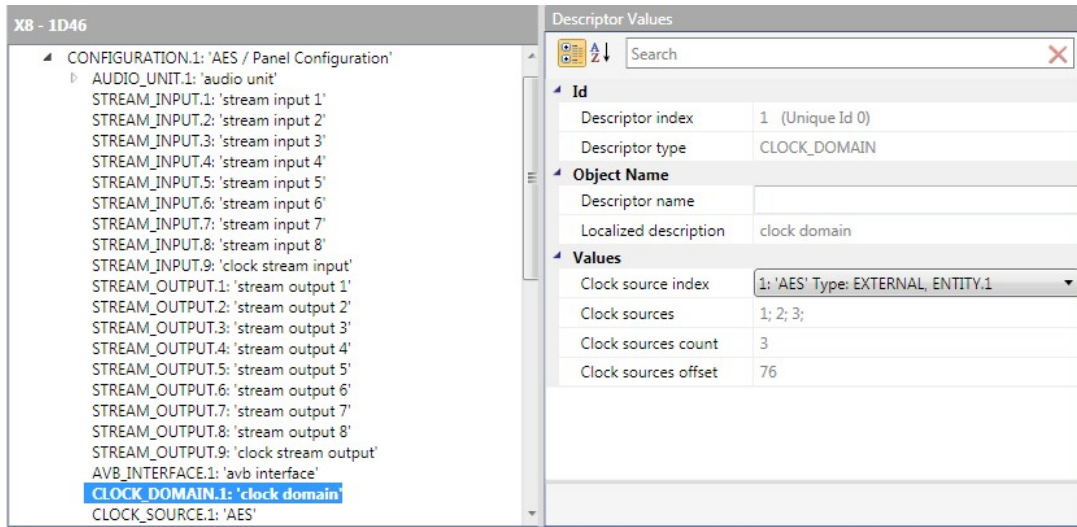 X8 - 1D46
CONFIGURATION.1: 'AES / Panel Configuration'
AUDIO_UNIT.1: 'audio unit'
STREAM_INPUT.1: 'stream input 1'
STREAM_INPUT.2: 'stream input 2'
STREAM_INPUT.3: 'stream input 3'
STREAM_INPUT.4: 'stream input 4'
STREAM_INPUT.5: 'stream input 5'
STREAM_INPUT.6: 'stream input 6'
STREAM_INPUT.7: 'stream input 7'
STREAM_INPUT.8: 'stream input 8'
STREAM_INPUT.9: 'clock stream input'
STREAM_OUTPUT.1: 'stream output 1'
STREAM_OUTPUT.2: 'stream output 2'
STREAM_OUTPUT.3: 'stream output 3'
STREAM_OUTPUT.4: 'stream output 4'
STREAM_OUTPUT.5: 'stream output 5'
STREAM_OUTPUT.6: 'stream output 6'
STREAM_OUTPUT.7: 'stream output 7'
STREAM_OUTPUT.8: 'stream output 8'
STREAM_OUTPUT.9: 'clock stream output'
AVB_INTERFACE.1: 'avb interface'
CLOCK_DOMAIN.1: 'clock domain'
CLOCK_SOURCE.1: 'AES'
Descriptor Values
A Z Search
Id
Descriptor index 1 (Unique Id 0)
Descriptor type CLOCK_DOMAIN
Object Name
Descriptor name
Localized description clock domain
Values
Clock source index 1: 'AES' Type: EXTERNAL, ENTITY.1
Clock sources 1; 2; 3;
Clock sources count 3
Clock sources offset 76